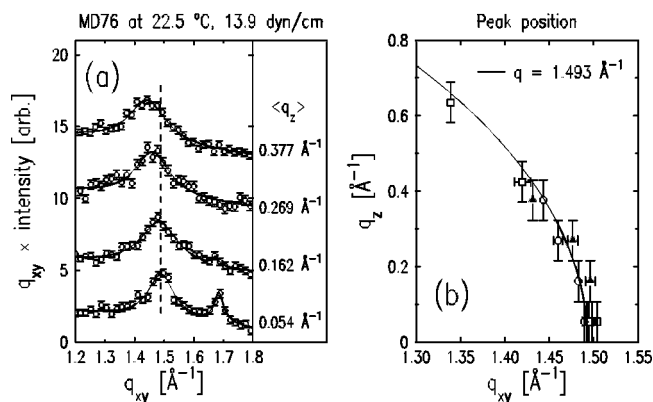 MD76 at 22.5 °C, 13.9 dyn/cm
(a)
q_xy × intensity [arb.]
20
15
10
5
0
<q_z>
0.377 Å⁻¹
0.269 Å⁻¹
0.162 Å⁻¹
0.054 Å⁻¹
1.2 1.3 1.4 1.5 1.6 1.7 1.8
q_xy [Å⁻¹]
Peak position
q = 1.493 Å⁻¹
q_z [Å⁻¹]
0.8
0.6
0.4
0.2
0.0
(b)
1.30 1.35 1.40 1.45 1.50 1.55
q_xy [Å⁻¹]